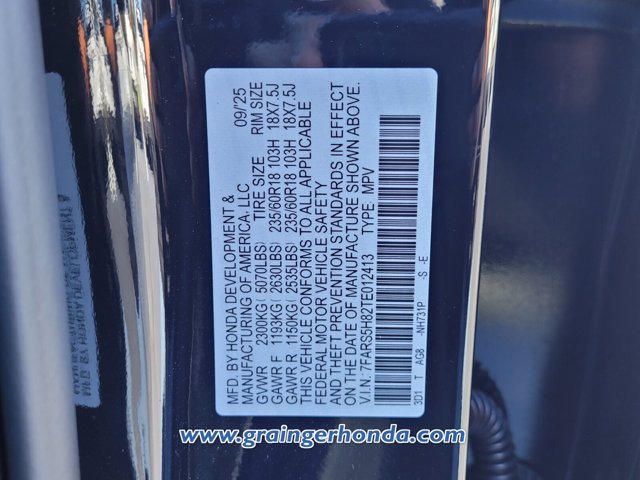 MFD. BY HONDA DEVELOPMENT & 09/25
MANUFACTURING OF AMERICA, LLC
GVWR 2300KG( 5070LBS) TIRE SIZE RIM SIZE
GAWR F 1193KG( 2630LBS) 235/60R18 103H 18X7.5J
GAWR R 1150KG( 2535LBS) 235/60R18 103H 18X7.5J
THIS VEHICLE CONFORMS TO ALL APPLICABLE
FEDERAL MOTOR VEHICLE SAFETY
AND THEFT PREVENTION STANDARDS IN EFFECT
ON THE DATE OF MANUFACTURE SHOWN ABOVE.
V.I.N. 7FARS5H82TE012413 TYPE: MPV
3D1 T AG8 -NH731P -S -E
www.graingerhonda.com